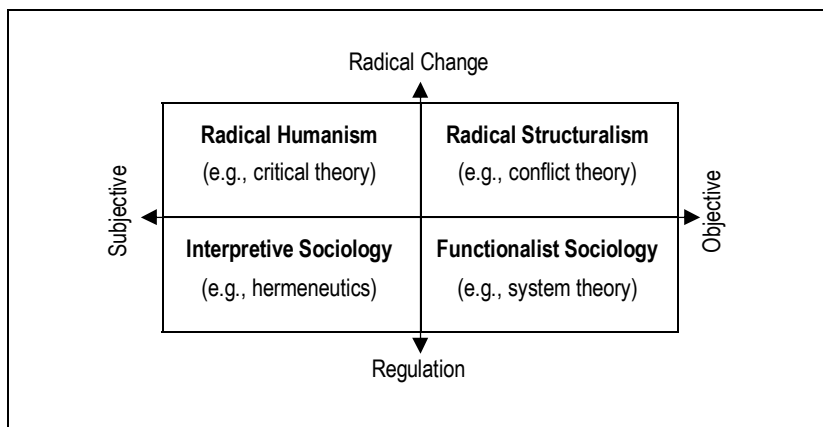 Radical Change
Radical Humanism
(e.g., critical theory)
Radical Structuralism
(e.g., conflict theory)
Subjective
Objective
Interpretive Sociology
(e.g., hermeneutics)
Functionalist Sociology
(e.g., system theory)
Regulation